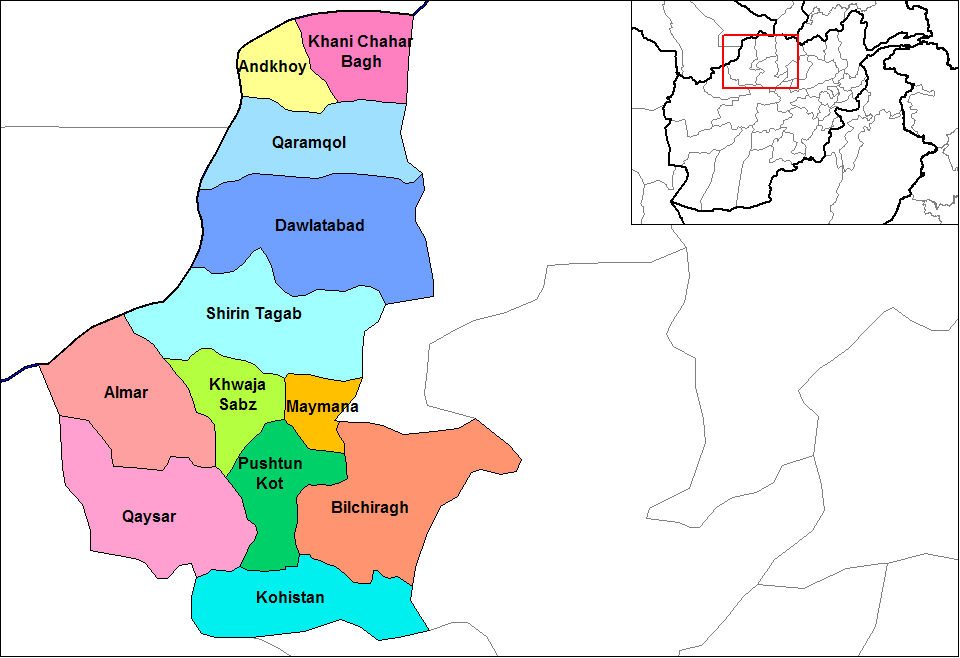 Khani Chahar
Bagh
Andkhoy
Qaramqol
Dawlatabad
Shirin Tagab
Almar
Khwaja
Sabz
Maymana
Pushtun
Kot
Qaysar
Bilchiragh
Kohistan